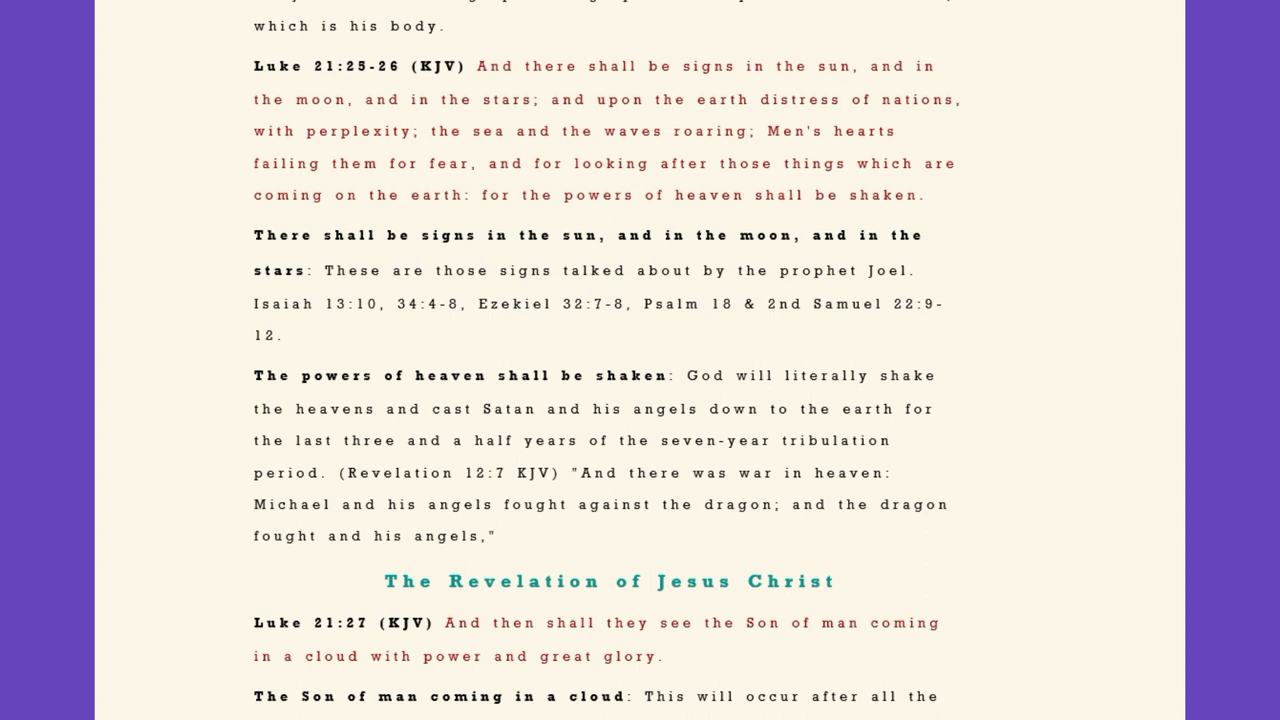 which is his body.
Luke 21:25-26 (KJV) And there shall be signs in the sun, and in
the moon, and in the stars; and upon the earth distress of nations,
with perplexity; the sea and the waves roaring; Men's hearts
failing them for fear, and for looking after those things which are
coming on the earth: for the powers of heaven shall be shaken.
There shall be signs in the sun, and in the moon, and in the
stars: These are those signs talked about by the prophet Joel.
Isaiah 13:10, 34:4-8, Ezekiel 32:7-8, Psalm 18 & 2nd Samuel 22:9-
12.
The powers of heaven shall be shaken: God will literally shake
the heavens and cast Satan and his angels down to the earth for
the last three and a half years of the seven-year tribulation
period. (Revelation 12:7 KJV) "And there was war in heaven:
Michael and his angels fought against the dragon; and the dragon
fought and his angels,"
The Revelation of Jesus Christ
Luke 21:27 (KJV) And then shall they see the Son of man coming
in a cloud with power and great glory.
The Son of man coming in a cloud: This will occur after all the